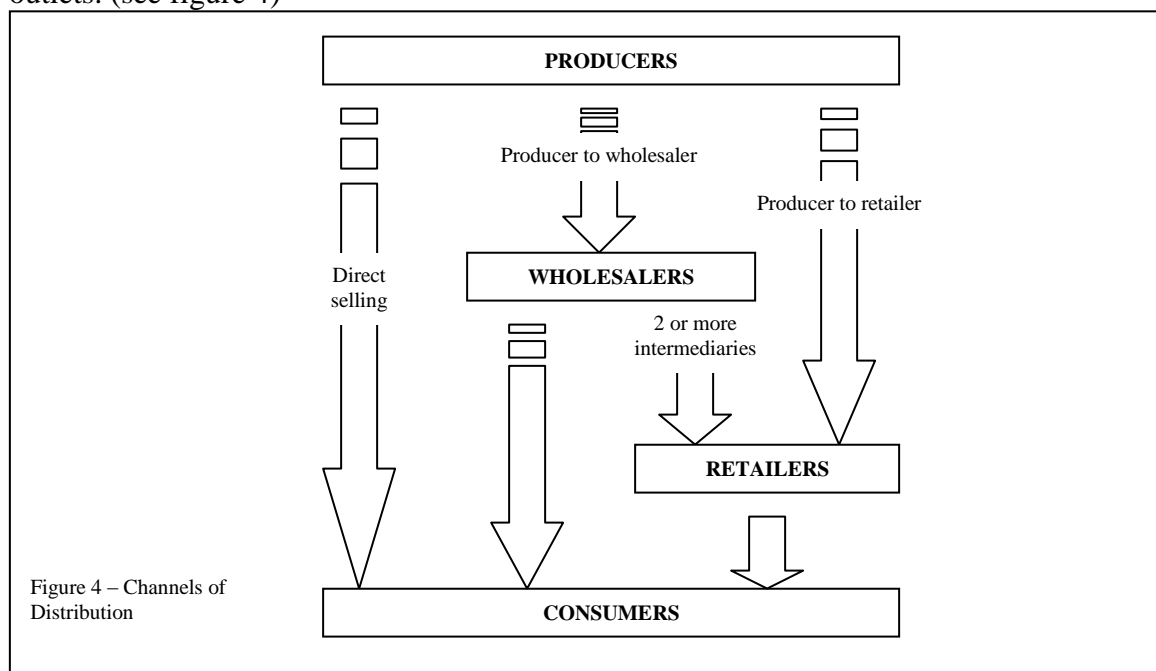 outlets. (see figure 4)
PRODUCERS
Producer to wholesaler
Producer to retailer
WHOLESALERS
Direct
selling
2 or more
intermediaries
RETAILERS
Figure 4 – Channels of
Distribution
CONSUMERS